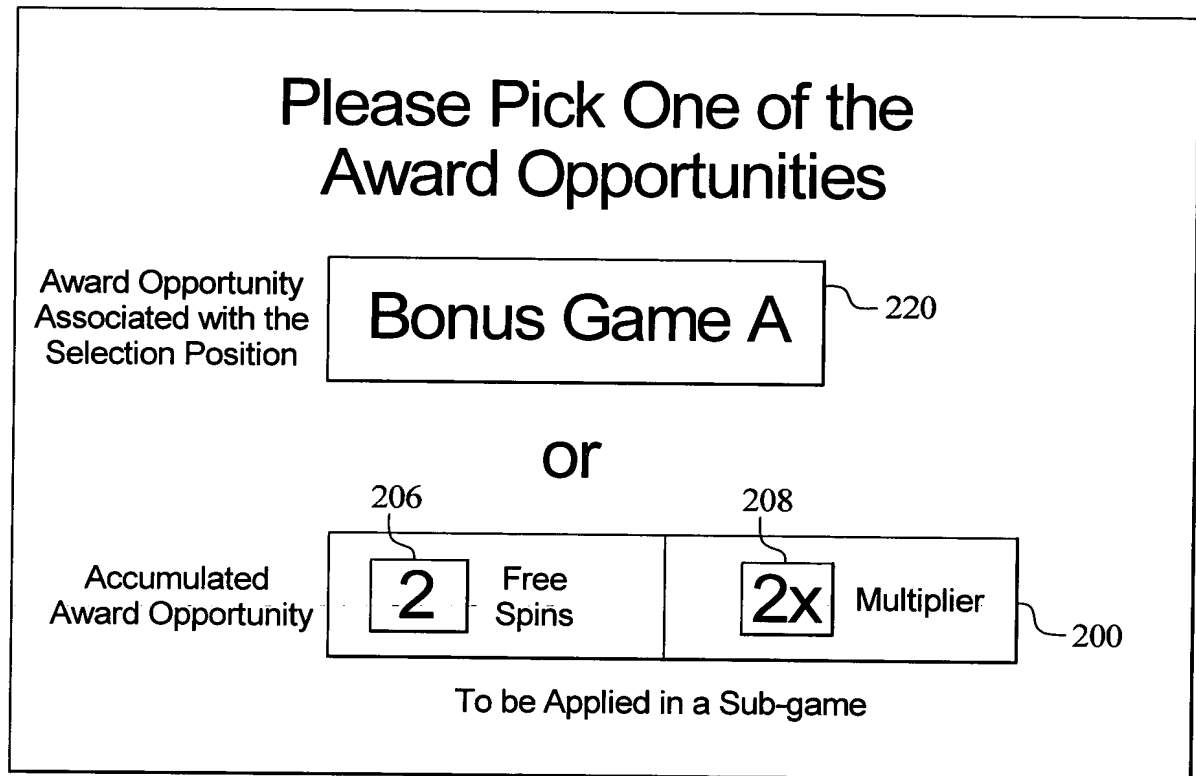 Please Pick One of the
Award Opportunities
Award Opportunity
Associated with the
Selection Position
Bonus Game A
220
or
206
208
Accumulated
Award Opportunity
2
Free
Spins
2x
Multiplier
200
To be Applied in a Sub-game